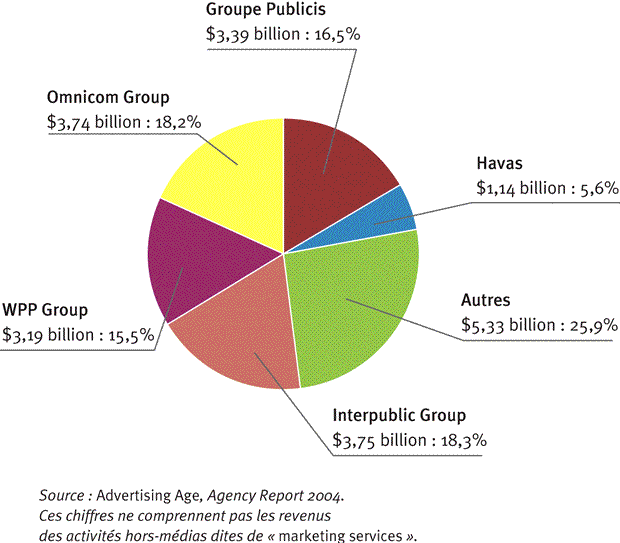 Groupe Publicis
$3,39 billion : 16,5%
Omnicom Group
$3,74 billion : 18,2%
Havas
$1,14 billion : 5,6%
WPP Group
$3,19 billion : 15,5%
Autres
$5,33 billion : 25,9%
Interpublic Group
$3,75 billion : 18,3%
Source : Advertising Age, Agency Report 2004.
Ces chiffres ne comprennent pas les revenus
des activités hors-médias dites de « marketing services ».